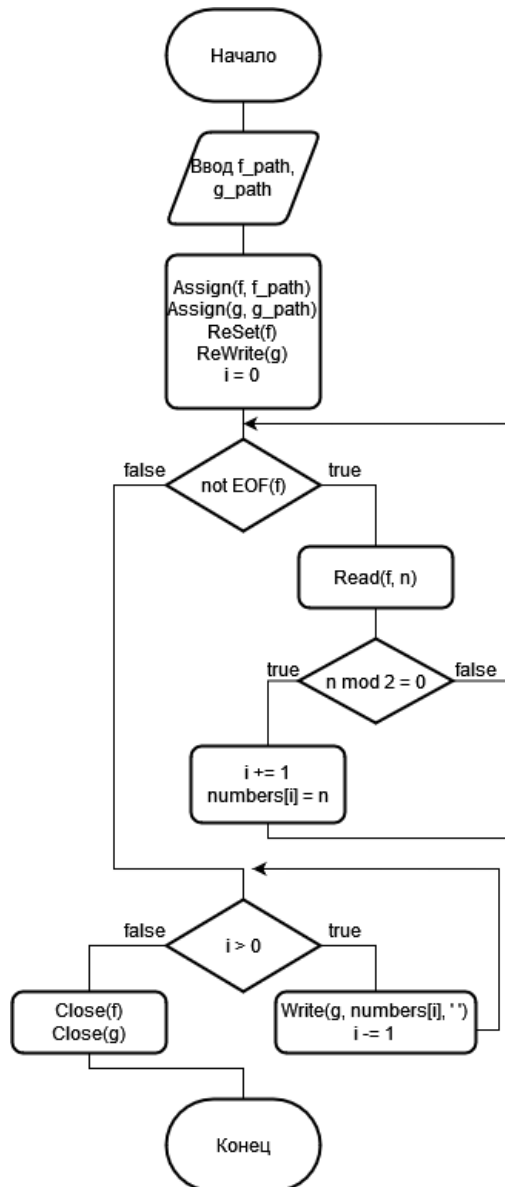 Начало
Ввод f_path,
g_path
Assign(f, f_path)
Assign(g, g_path)
ReSet(f)
ReWrite(g)
i = 0
false
true
not EOF(f)
Read(f, n)
true
false
n mod 2 = 0
i += 1
numbers[i] = n
false
true
i > 0
Close(f)
Close(g)
Write(g, numbers[i], ' ')
i -= 1
Конец